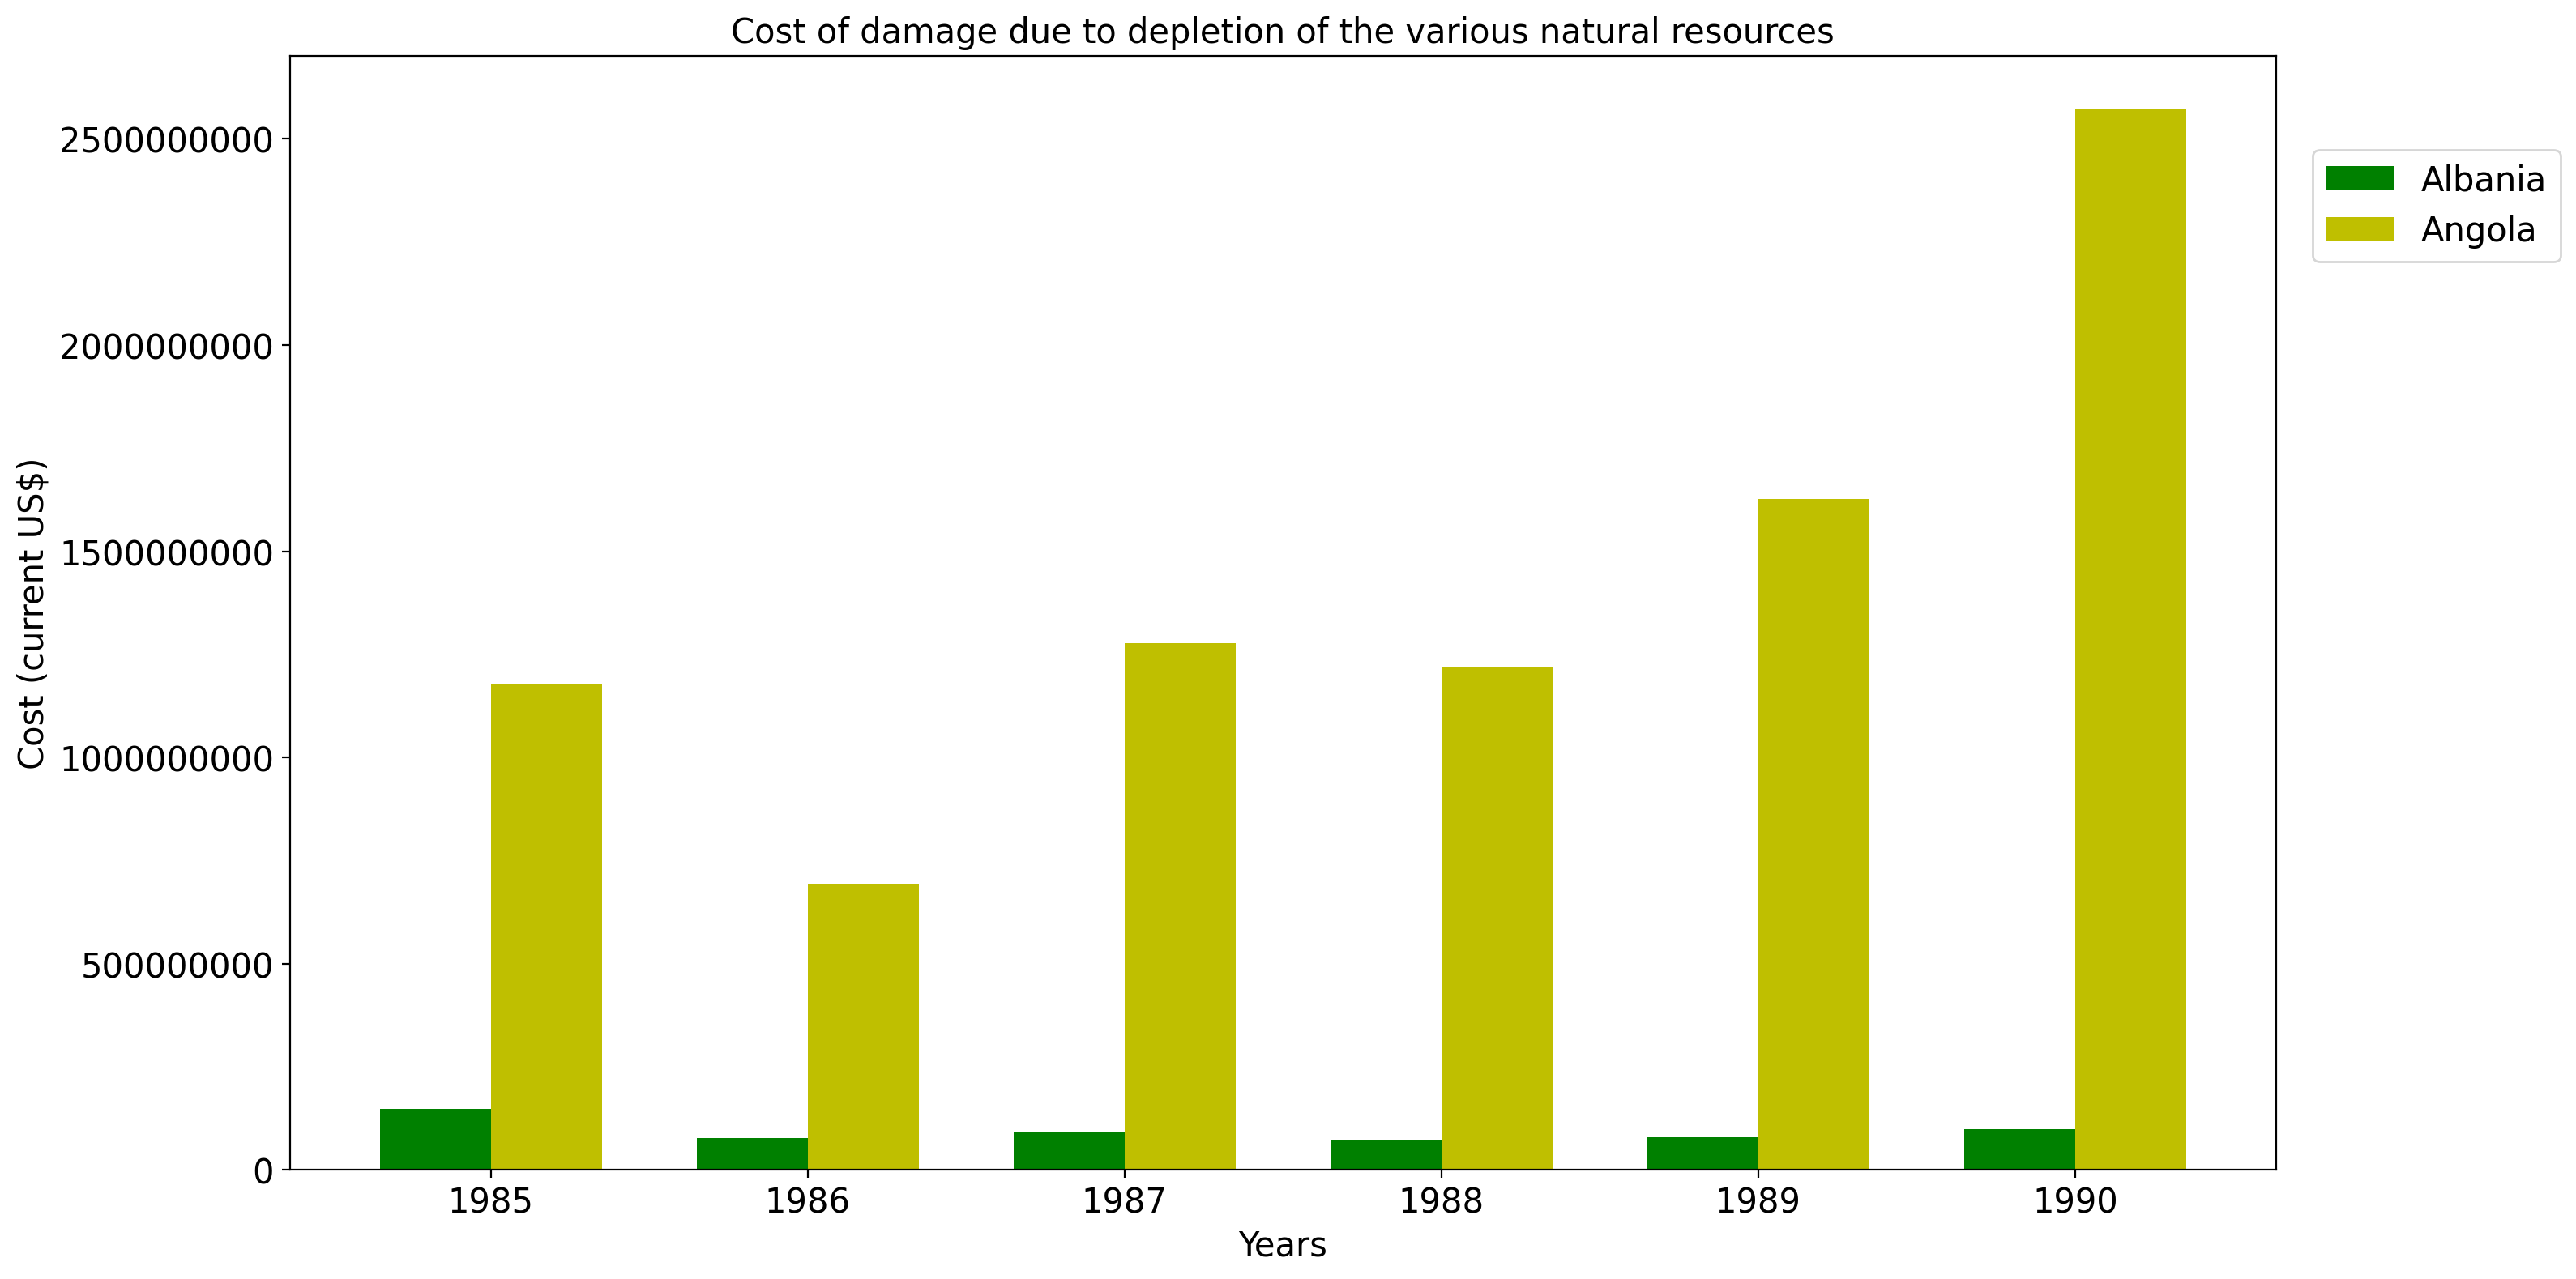 Cost of damage due to depletion of the various natural resources
Cost (current US$)
2500000000
2000000000
1500000000
1000000000
500000000
0
1985 1986 1987 1988 1989 1990
Years
Albania
Angola